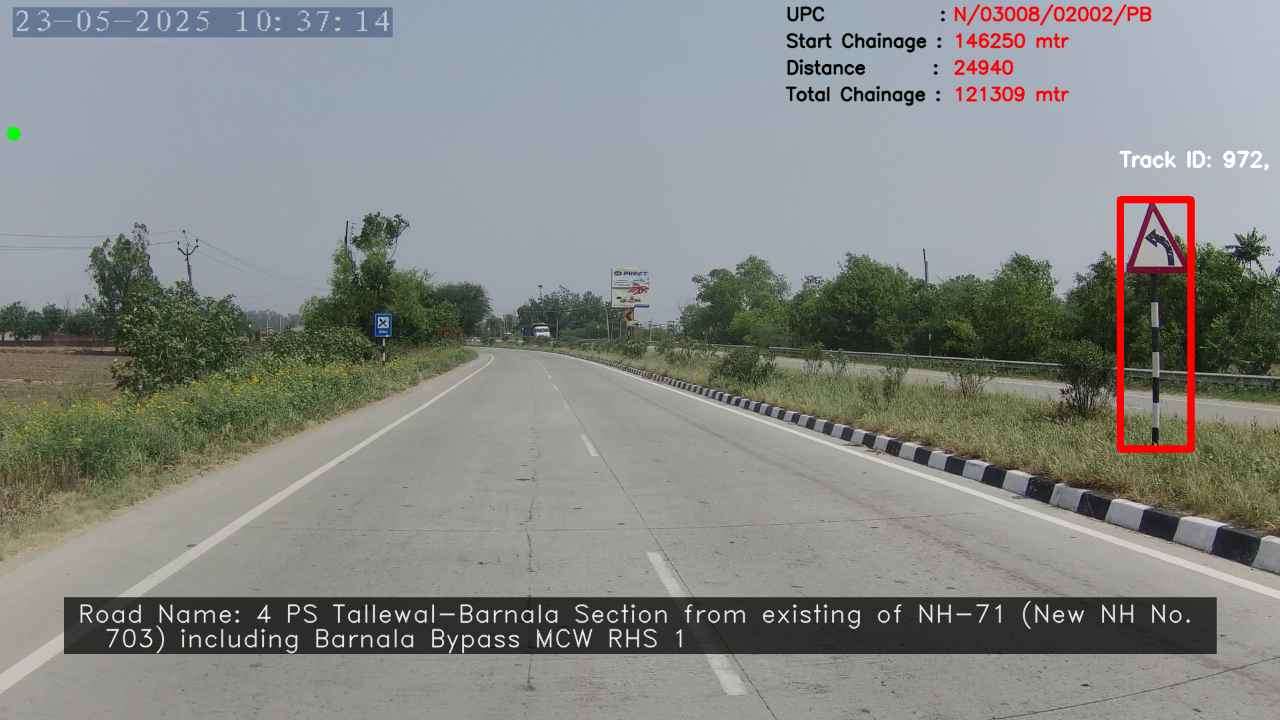 23-05-2025 10:37:14
UPC : N/03008/02002/PB
Start Chainage : 146250 mtr
Distance : 24940
Total Chainage : 121309 mtr
Track ID: 972,
PREET
Road Name: 4 PS Tallewal-Barnala Section from existing of NH-71 (New NH No.
703) including Barnala Bypass MCW RHS 1